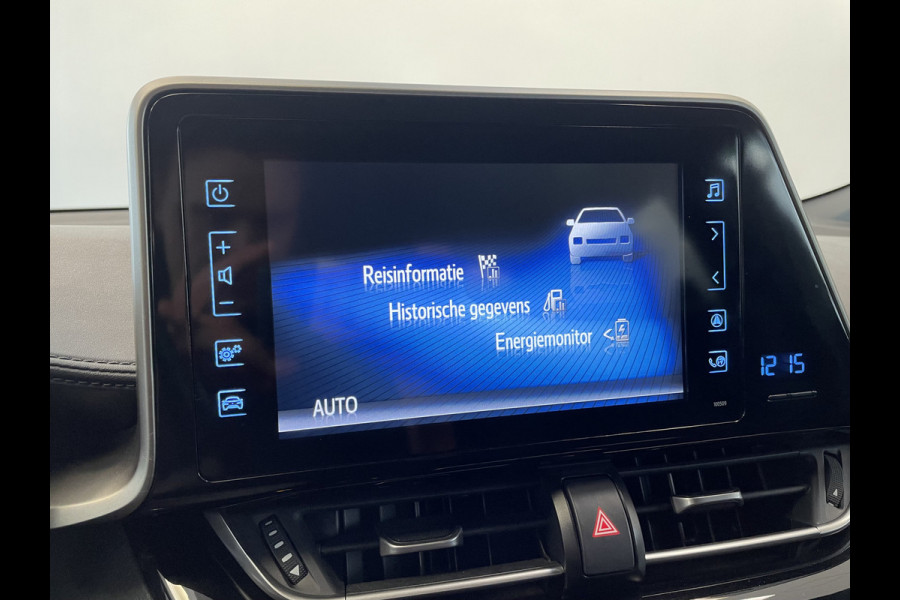 Reisinformatie
Historische gegevens
Energiemonitor
AUTO
12 15